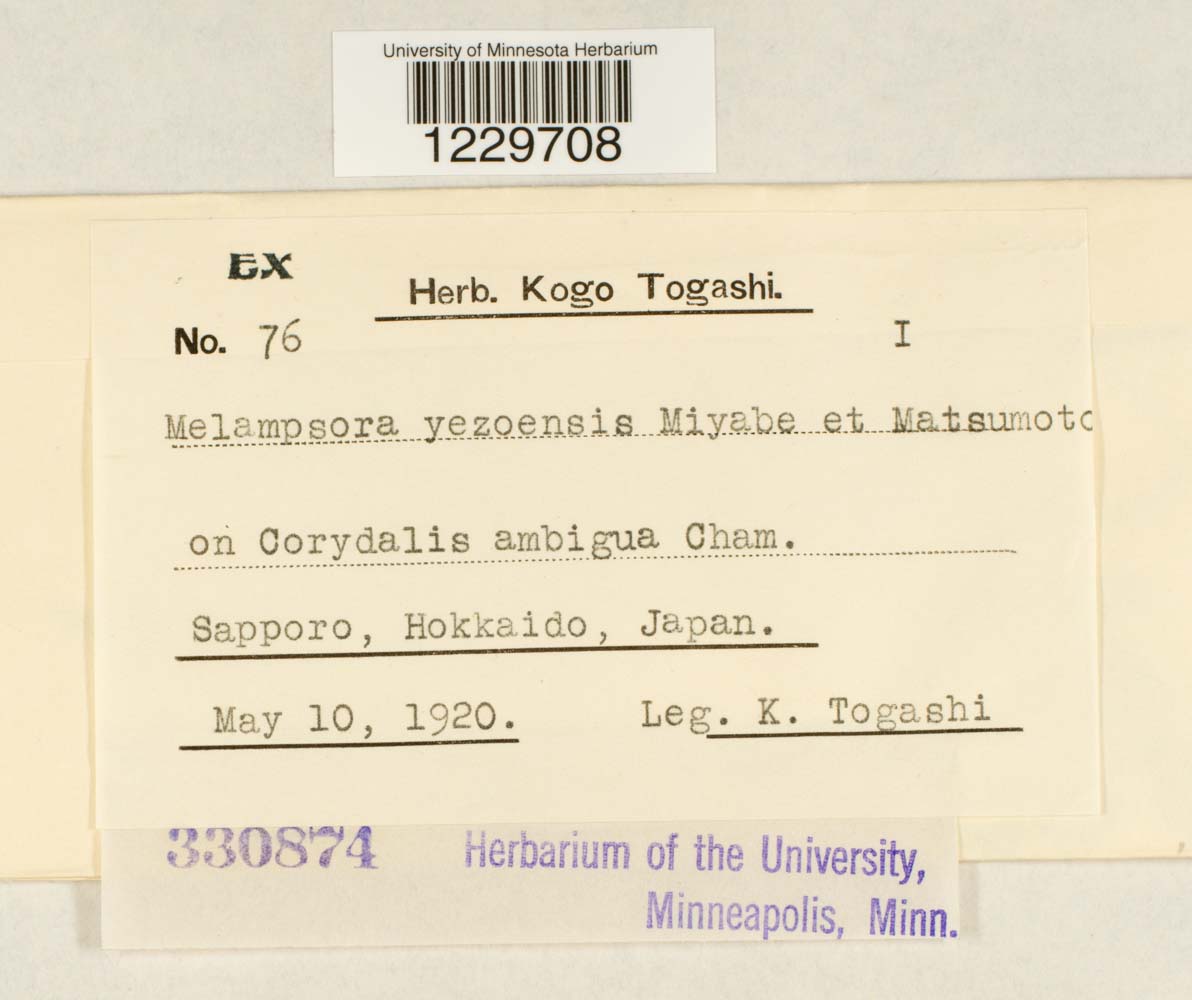 University of Minnesota Herbarium
1229708
EX
Herb. Kogo Togashi.
No. 76
I
Melampsora yezoensis Miyabe et Matsumoto
on Corydalis ambigua Cham.
Sapporo, Hokkaido, Japan.
May 10, 1920. Leg. K. Togashi
330874 Herbarium of the University,
Minneapolis, Minn.